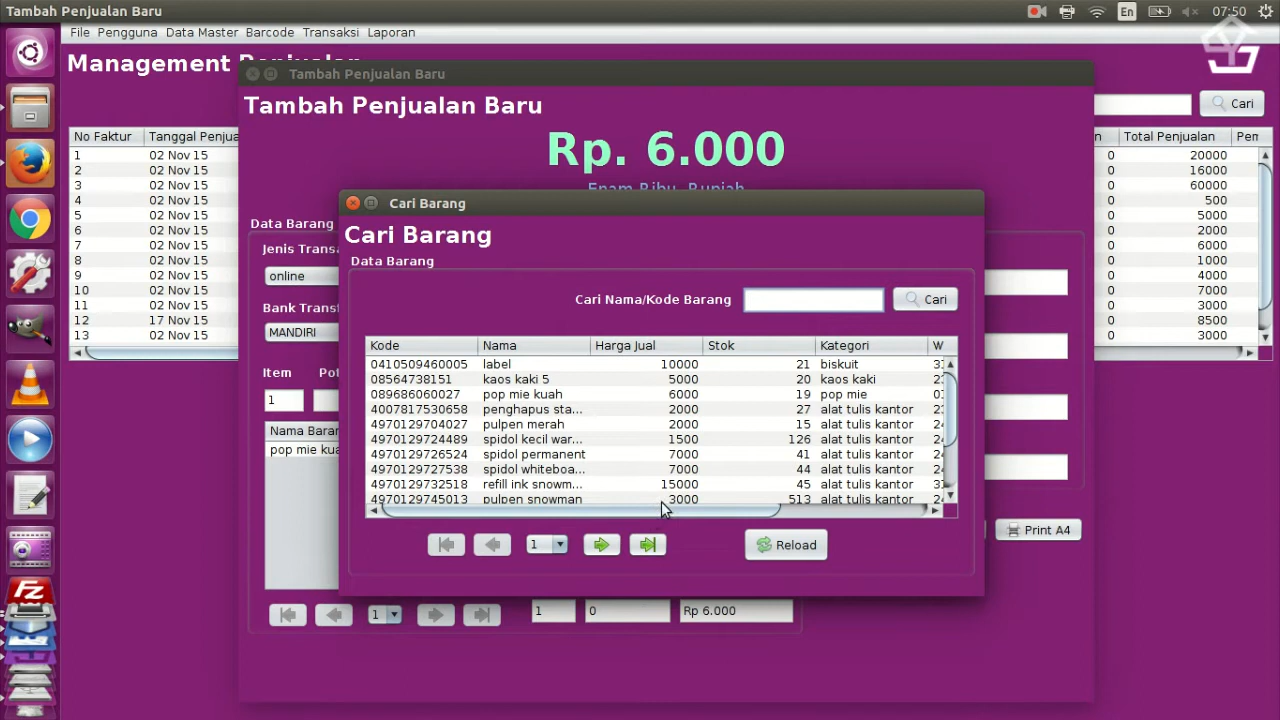 Tambah Penjualan Baru
En
07:50
File Pengguna Data Master Barcode Transaksi Laporan
Management
Cari
No Faktur Tanggal Penjua
Total Penjualan
1 02 Nov 15 0 20000
2 02 Nov 15 0 16000
3 02 Nov 15 0 60000
4 02 Nov 15 0 500
5 02 Nov 15 0 5000
6 02 Nov 15 0 2000
7 02 Nov 15 0 6000
8 02 Nov 15 0 1000
9 02 Nov 15 0 4000
10 02 Nov 15 0 7000
11 02 Nov 15 0 3000
12 17 Nov 15 0 8500
13 02 Nov 15 0 3000
Tambah Penjualan Baru
Tambah Penjualan Baru
Rp. 6.000
Enam Ribu Rupiah
Data Barang
Jenis Transa
online
Bank Transf
MANDIRI
Item Pot
1
Nama Baran
pop mie kua
1
1 0 Rp 6.000
Print A4
Cari Barang
Cari Barang
Data Barang
Cari Nama/Kode Barang
Cari
Kode Nama Harga Jual Stok Kategori W
0410509460005 label 10000 21 biskuit
08564738151 kaos kaki 5 5000 20 kaos kaki
089686060027 pop mie kuah 6000 19 pop mie
4007817530658 penghapus sta... 2000 27 alat tulis kantor
4970129704027 pulpen merah 2000 15 alat tulis kantor
4970129724489 spidol kecil war... 1500 126 alat tulis kantor
4970129726524 spidol permanent 7000 41 alat tulis kantor
4970129727538 spidol whiteboa... 7000 44 alat tulis kantor
4970129732518 refill ink snowm... 15000 45 alat tulis kantor
4970129745013 pulpen snowman 3000 513 alat tulis kantor
1
Reload